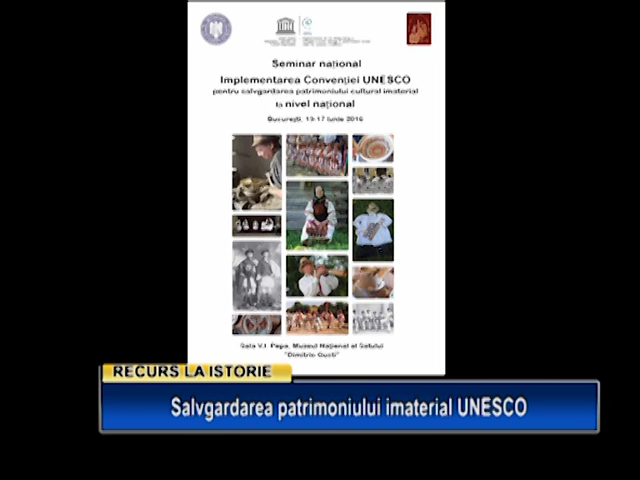 Seminar național
Implementarea Convenției UNESCO
pentru salvgardarea patrimoniului cultural imaterial
la nivel național
București, 15-17 iunie 2016
Sala V.I. Popa, Muzeul Național al Satului
"Dimitrie Gusti"
RECURS LA ISTORIE
Salvgardarea patrimoniului imaterial UNESCO